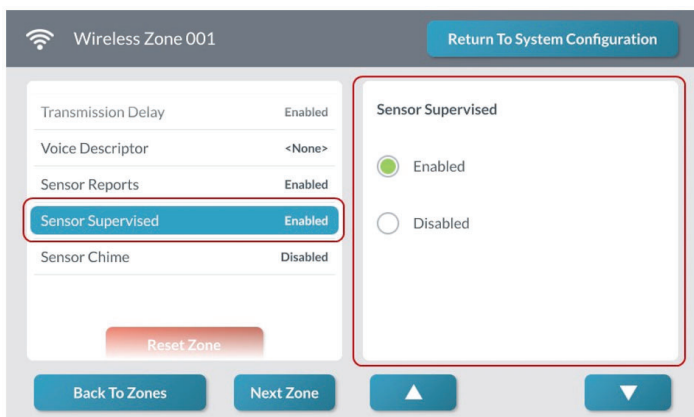 Wireless Zone 001
Return To System Configuration
Transmission Delay Enabled
Voice Descriptor <None>
Sensor Reports Enabled
Sensor Supervised Enabled
Sensor Chime Disabled
Reset Zone
Sensor Supervised
Enabled
Disabled
Back To Zones
Next Zone